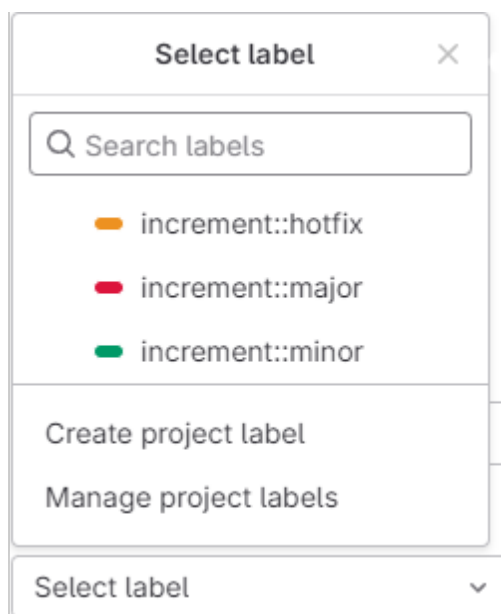 Select label
Search labels
increment::hotfix
increment::major
increment::minor
Create project label
Manage project labels
Select label